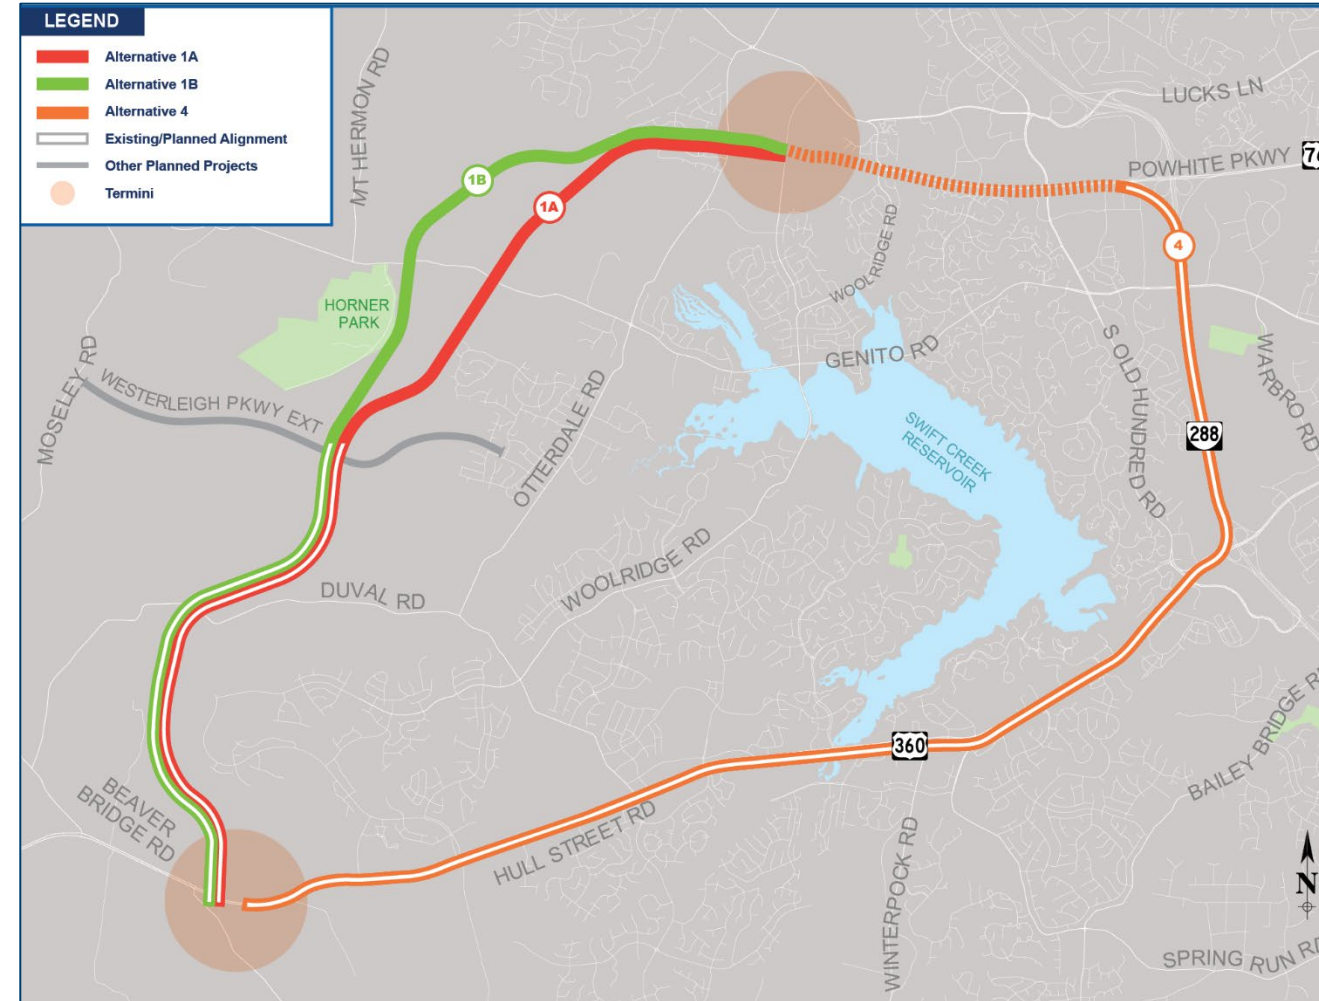 LEGEND
Alternative 1A
Alternative 1B
Alternative 4
Existing/Planned Alignment
Other Planned Projects
Termini
MT HERMON RD
LUCKS LN
POWHITE PKWY
1B
1A
WOOLRIDGE RD
4
HORNER
PARK
GENITO RD
S OLD HUNDRED RD
WARBRO RD
MOSELEY RD
WESTERLEIGH PKWY EXT
OTTERDALE RD
SWIFT CREEK
RESERVOIR
288
DUVAL RD
WOOLRIDGE RD
360
BAILEY BRIDGE
BEAVER
BRIDGE RD
HULL STREET RD
WINTERPOCK RD
N
SPRING RUN RD